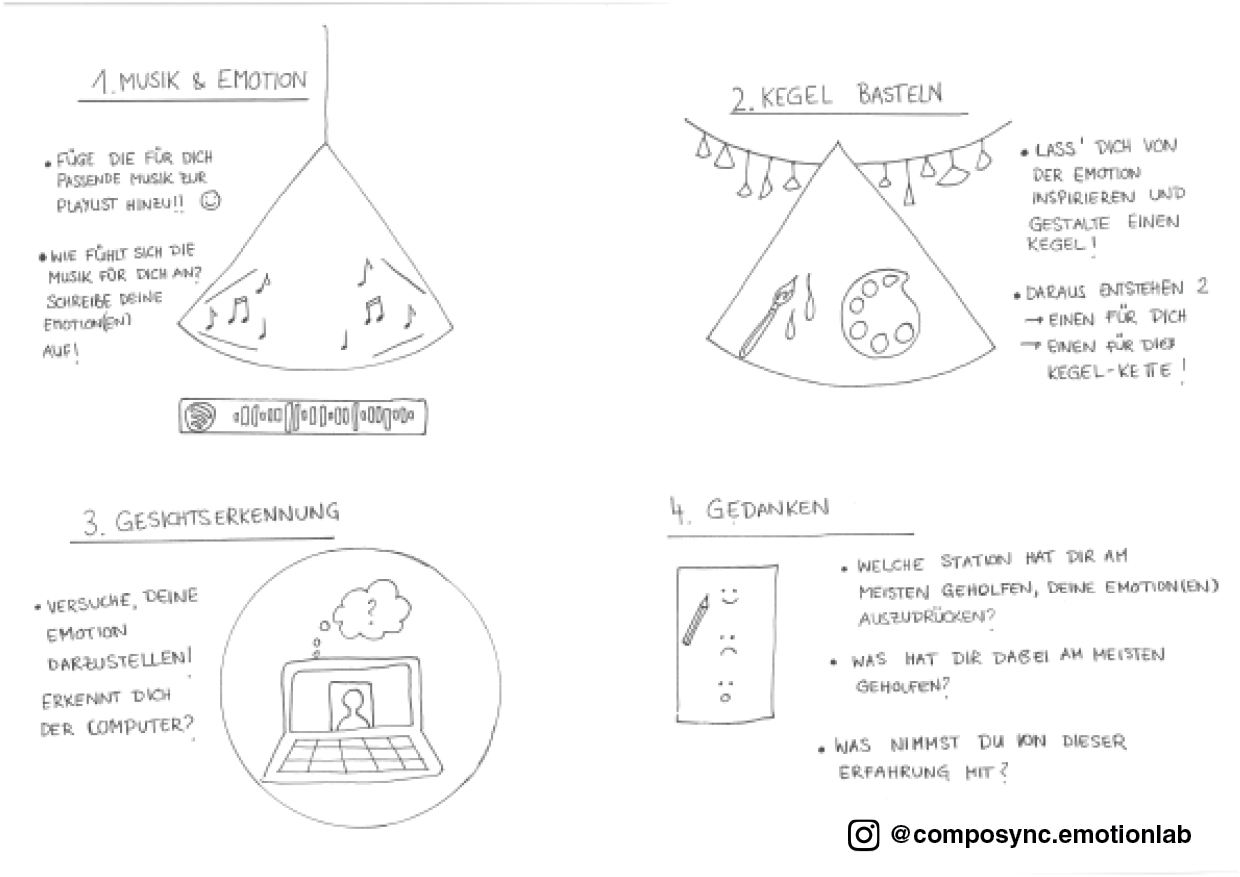 1. MUSIK & EMOTION
• FÜGE DIE FÜR DICH
PASSENDE MUSIK ZUR
PLAYLIST HINZU!!
• WIE FÜHLT SICH DIE
MUSIK FÜR DICH AN?
SCHREIBE DEINE
EMOTION(EN)
AUF!
2. KEGEL BASTELN
• LASS' DICH VON
DER EMOTION
INSPIRIEREN UND
GESTALTE EINEN
KEGEL!
• DARAUS ENTSTEHEN 2
→ EINEN FÜR DICH
→ EINEN FÜR DIE
KEGEL-KETTE!
3. GESICHTSERKENNUNG
• VERSUCHE, DEINE
EMOTION
DARZUSTELLEN!
ERKENNT DICH
DER COMPUTER?
?
4. GEDANKEN
• WELCHE STATION HAT DIR AM
MEISTEN GEHOLFEN, DEINE EMOTION(EN)
AUSZUDRÜCKEN?
• WAS HAT DIR DABEI AM MEISTEN
GEHOLFEN?
• WAS NIMMST DU VON DIESER
ERFAHRUNG MIT?
@composync.emotionlab